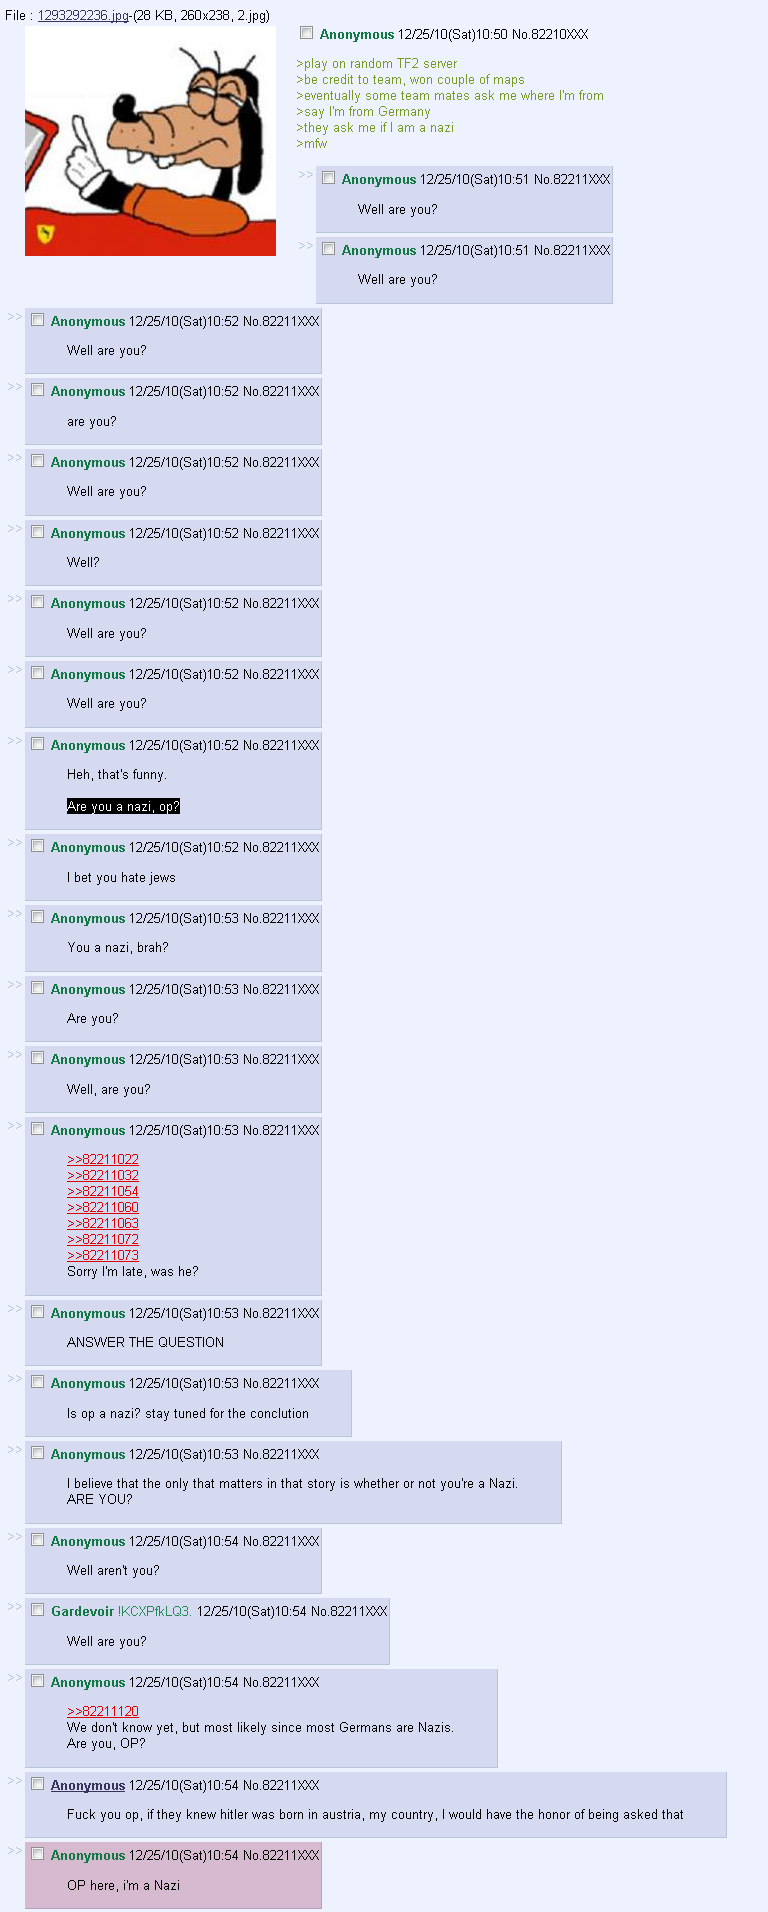 File : 1293292236.jpg-(28 KB, 260x238, 2.jpg)
Anonymous 12/25/10(Sat)10:50 No.82210XXX
>play on random TF2 server
>be credit to team, won couple of maps
>eventually some team mates ask me where I'm from
>say I'm from Germany
>they ask me if I am a nazi
>mfw
>> Anonymous 12/25/10(Sat)10:51 No.82211XXX
Well are you?
>> Anonymous 12/25/10(Sat)10:51 No.82211XXX
Well are you?
>> Anonymous 12/25/10(Sat)10:52 No.82211XXX
Well are you?
>> Anonymous 12/25/10(Sat)10:52 No.82211XXX
are you?
>> Anonymous 12/25/10(Sat)10:52 No.82211XXX
Well are you?
>> Anonymous 12/25/10(Sat)10:52 No.82211XXX
Well?
>> Anonymous 12/25/10(Sat)10:52 No.82211XXX
Well are you?
>> Anonymous 12/25/10(Sat)10:52 No.82211XXX
Well are you?
>> Anonymous 12/25/10(Sat)10:52 No.82211XXX
Heh, that's funny.
Are you a nazi, op?
>> Anonymous 12/25/10(Sat)10:52 No.82211XXX
I bet you hate jews
>> Anonymous 12/25/10(Sat)10:53 No.82211XXX
You a nazi, brah?
>> Anonymous 12/25/10(Sat)10:53 No.82211XXX
Are you?
>> Anonymous 12/25/10(Sat)10:53 No.82211XXX
Well, are you?
>> Anonymous 12/25/10(Sat)10:53 No.82211XXX
>>82211022
>>82211032
>>82211054
>>82211060
>>82211063
>>82211072
>>82211073
Sorry I'm late, was he?
>> Anonymous 12/25/10(Sat)10:53 No.82211XXX
ANSWER THE QUESTION
>> Anonymous 12/25/10(Sat)10:53 No.82211XXX
Is op a nazi? stay tuned for the conclution
>> Anonymous 12/25/10(Sat)10:53 No.82211XXX
I believe that the only that matters in that story is whether or not you're a Nazi.
ARE YOU?
>> Anonymous 12/25/10(Sat)10:54 No.82211XXX
Well aren't you?
>> Gardevoir !KCXPfkLQ3. 12/25/10(Sat)10:54 No.82211XXX
Well are you?
>> Anonymous 12/25/10(Sat)10:54 No.82211XXX
>>82211120
We don't know yet, but most likely since most Germans are Nazis.
Are you, OP?
>> Anonymous 12/25/10(Sat)10:54 No.82211XXX
Fuck you op, if they knew hitler was born in austria, my country, I would have the honor of being asked that
>> Anonymous 12/25/10(Sat)10:54 No.82211XXX
OP here, i'm a Nazi